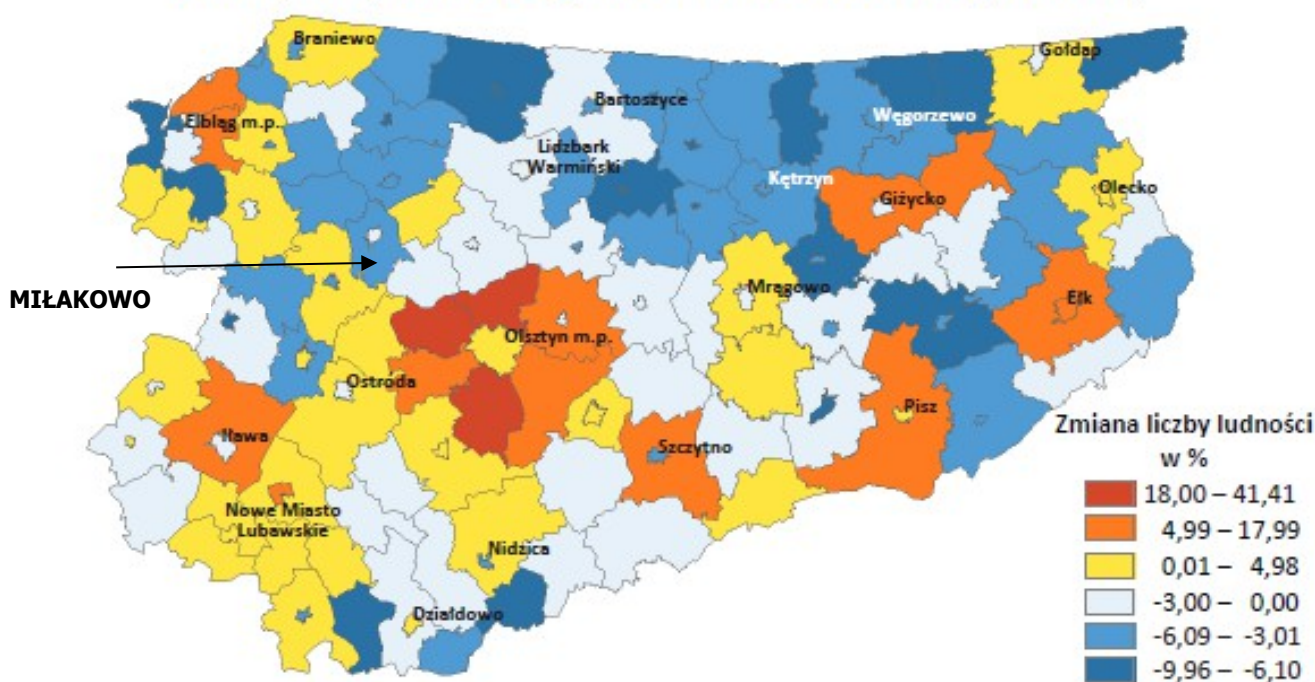 Braniewo
Gołdap
Bartoszyce
Elbląg m.p.
Węgorzewo
Lidzbark
Warmiński
Kętrzyn
Giżycko
Olecko
MIŁAKOWO
Mrągowo
Ełk
Olsztyn m.p.
Ostróda
Pisz
Iława
Szczytno
Nowe Miasto
Lubawskie
Nidzica
Działdowo
Zmiana liczby ludności
w %
18,00 – 41,41
4,99 – 17,99
0,01 – 4,98
-3,00 – 0,00
-6,09 – -3,01
-9,96 – -6,10